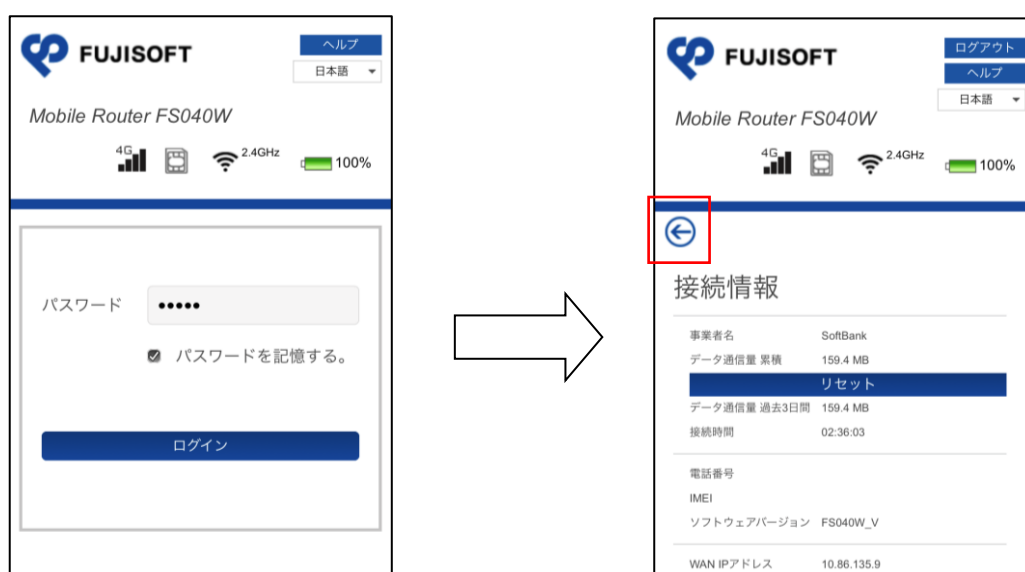 FUJISOFT
ヘルプ
日本語
Mobile Router FS040W
4G
2.4GHz
100%
パスワード
•••••
パスワードを記憶する。
ログイン
FUJISOFT
ログアウト
ヘルプ
日本語
Mobile Router FS040W
4G
2.4GHz
100%
接続情報
事業者名 SoftBank
データ通信量 累積 159.4 MB
リセット
データ通信量 過去3日間 159.4 MB
接続時間 02:36:03
電話番号
IMEI
ソフトウェアバージョン FS040W_V
WAN IPアドレス 10.86.135.9